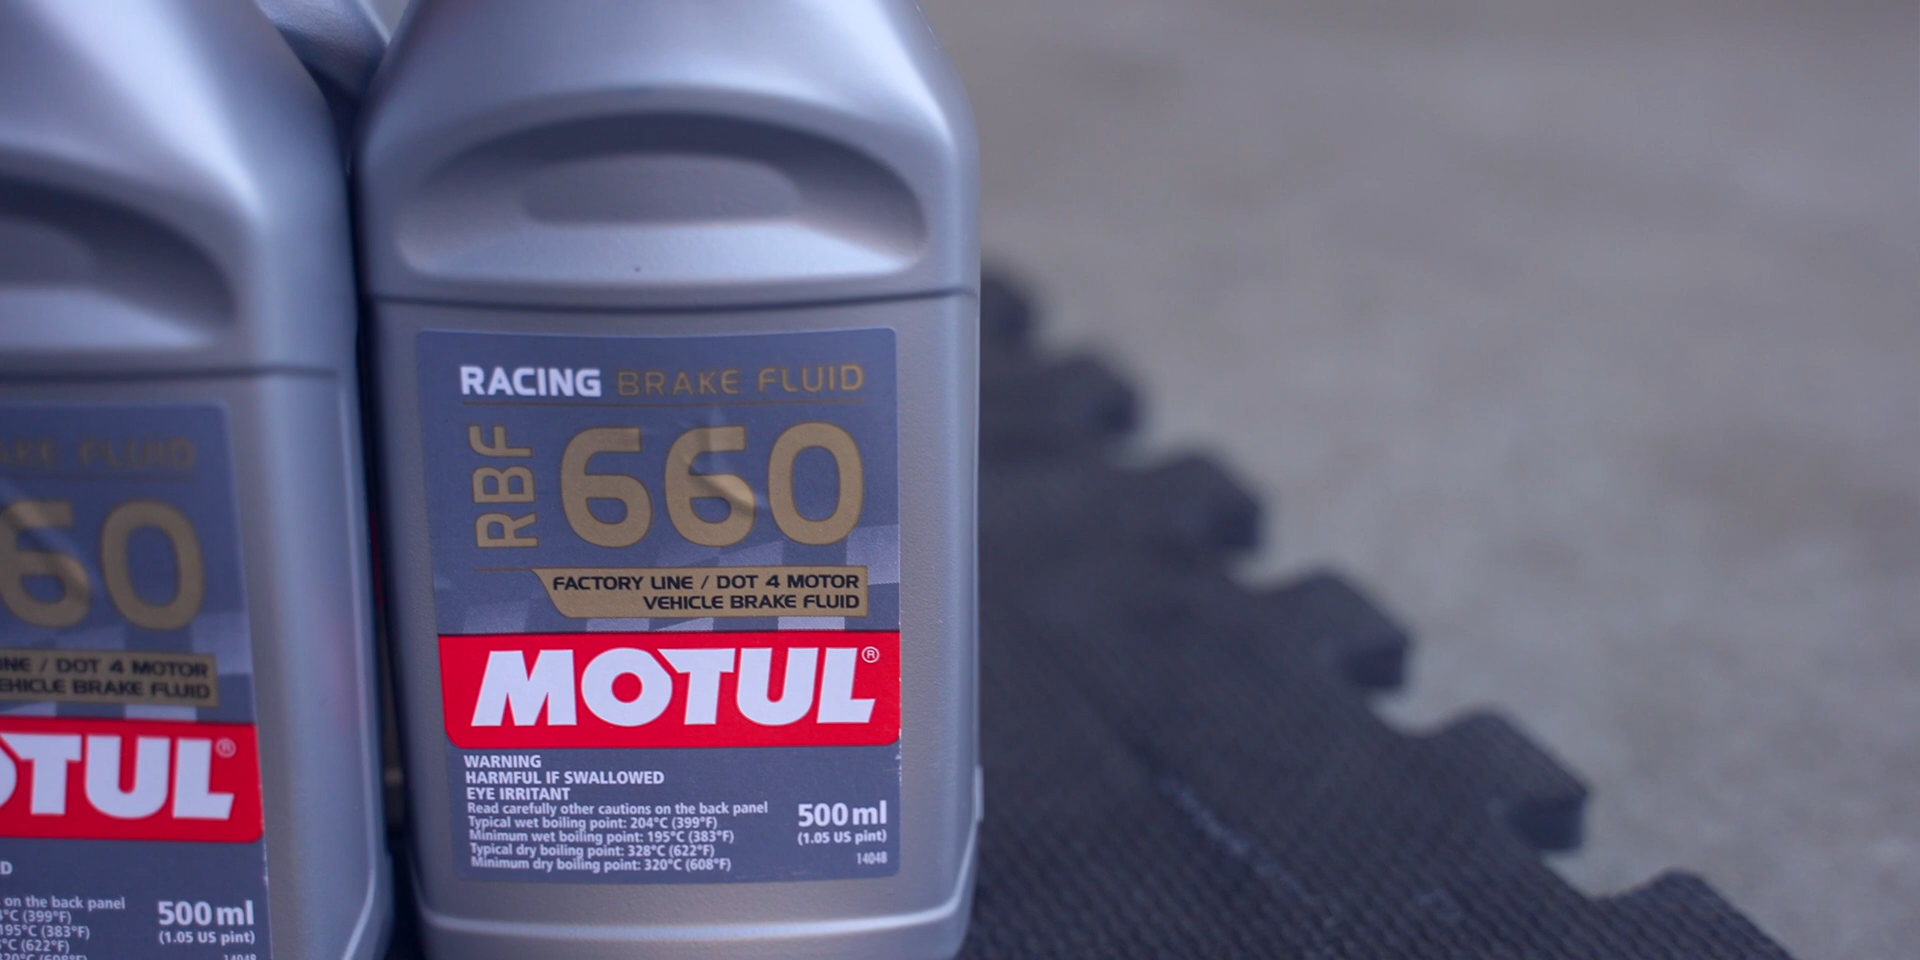 RACING BRAKE FLUID
RBF 660
FACTORY LINE / DOT 4 MOTOR
VEHICLE BRAKE FLUID
MOTUL®
WARNING
HARMFUL IF SWALLOWED
EYE IRRITANT
Read carefully other cautions on the back panel
Typical wet boiling point: 204°C (399°F)
Minimum wet boiling point: 195°C (383°F)
Typical dry boiling point: 328°C (622°F)
Minimum dry boiling point: 320°C (608°F)
500 ml
(1.05 US pint)
14048
FLUID
60
/ DOT 4 MOTOR
BRAKE FLUID
OTUL®
D
on the back panel
°C (399°F)
195°C (383°F)
°C (622°F)
500 ml
(1.05 US pint)